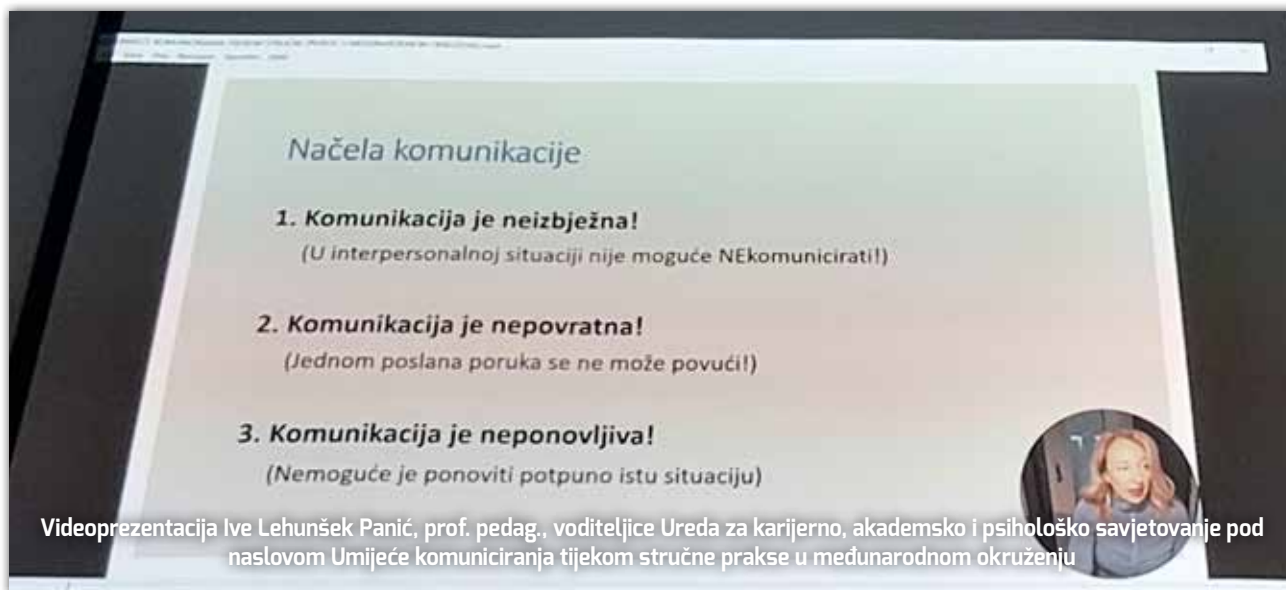 Načela komunikacije
1. Komunikacija je neizbježna!
(U interpersonalnoj situaciji nije moguće NEkomunicirati!)
2. Komunikacija je nepovratna!
(Jednom poslana poruka se ne može povući!)
3. Komunikacija je neponovljiva!
(Nemoguće je ponoviti potpuno istu situaciju)
Videoprezentacija Ive Lehunšek Panić, prof. pedag., voditeljice Ureda za karijerno, akademsko i psihološko savjetovanje pod
naslovom Umijeće komuniciranja tijekom stručne prakse u međunarodnom okruženju